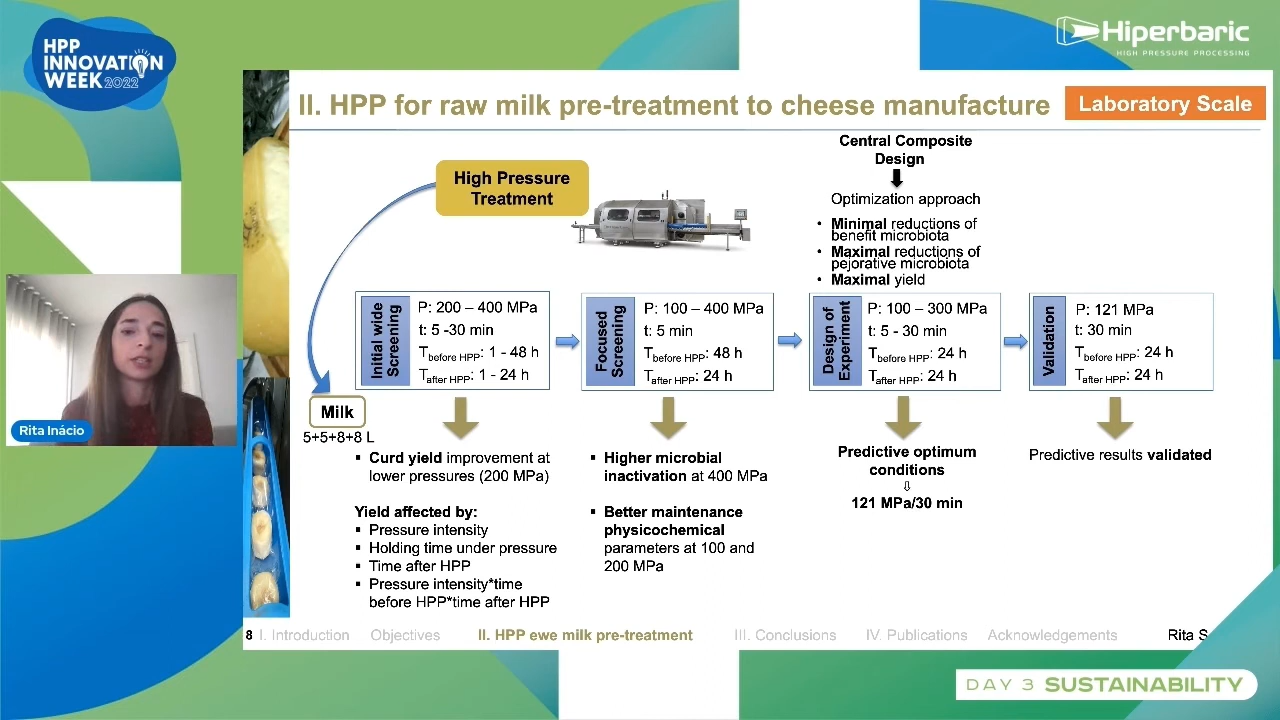 HPP
INNOVATION
WEEK 2022
Hiperbaric
HIGH PRESSURE PROCESSING
II. HPP for raw milk pre-treatment to cheese manufacture
Laboratory Scale
High Pressure
Treatment
Central Composite
Design
Optimization approach
• Minimal reductions of
benefit microbiota
• Maximal reductions of
pejorative microbiota
• Maximal yield
Initial wide
Screening
P: 200 – 400 MPa
t: 5 -30 min
Tbefore HPP: 1 - 48 h
Tafter HPP: 1 - 24 h
Focused
Screening
P: 100 – 400 MPa
t: 5 min
Tbefore HPP: 48 h
Tafter HPP: 24 h
Design of
Experiment
P: 100 - 300 MPa
t: 5 - 30 min
Tbefore HPP: 24 h
Tafter HPP: 24 h
Validation
P: 121 MPa
t: 30 min
Tbefore HPP: 24 h
Tafter HPP: 24 h
Milk
5+5+8+8 L
▪ Curd yield improvement at
lower pressures (200 MPa)
Yield affected by:
▪ Pressure intensity
▪ Holding time under pressure
▪ Time after HPP
▪ Pressure intensity*time
before HPP*time after HPP
▪ Higher microbial
inactivation at 400 MPa
▪ Better maintenance
physicochemical
parameters at 100 and
200 MPa
Predictive optimum
conditions
⇩
121 MPa/30 min
Predictive results validated
Rita Inácio
8 I. Introduction Objectives II. HPP ewe milk pre-treatment III. Conclusions IV. Publications Acknowledgements Rita S
DAY 3 SUSTAINABILITY